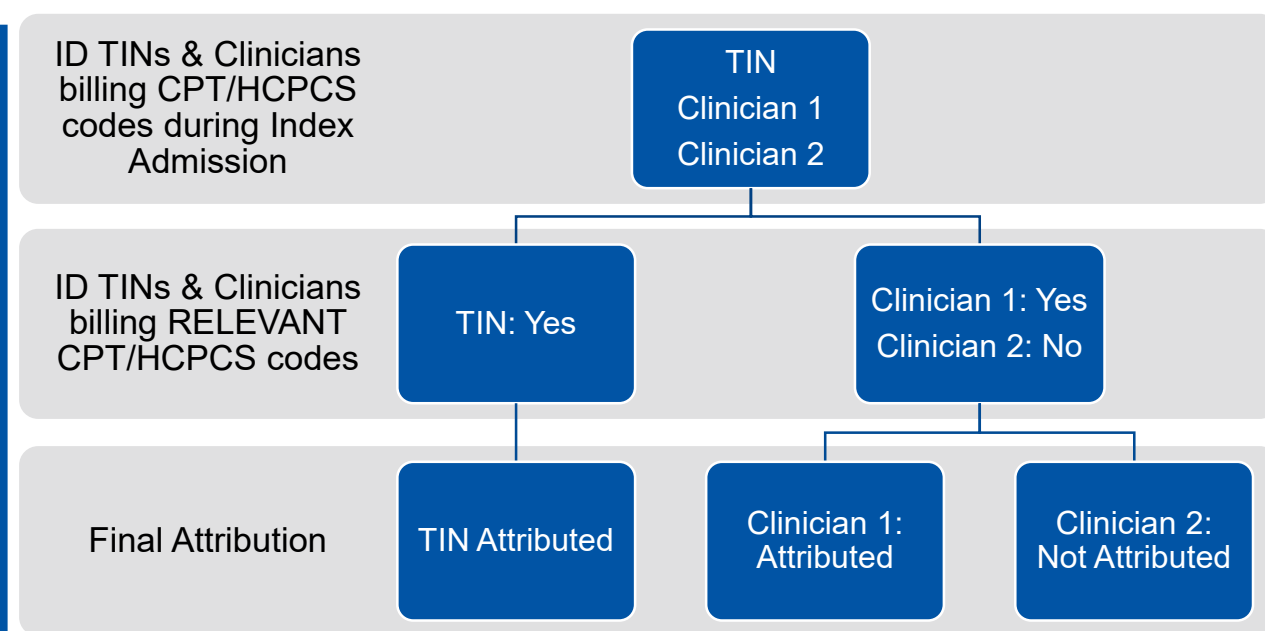 ID TINs & Clinicians
billing CPT/HCPCS
codes during Index
Admission
TIN
Clinician 1
Clinician 2
ID TINs & Clinicians
billing RELEVANT
CPT/HCPCS codes
TIN: Yes
Clinician 1: Yes
Clinician 2: No
Final Attribution
TIN Attributed
Clinician 1:
Attributed
Clinician 2:
Not Attributed